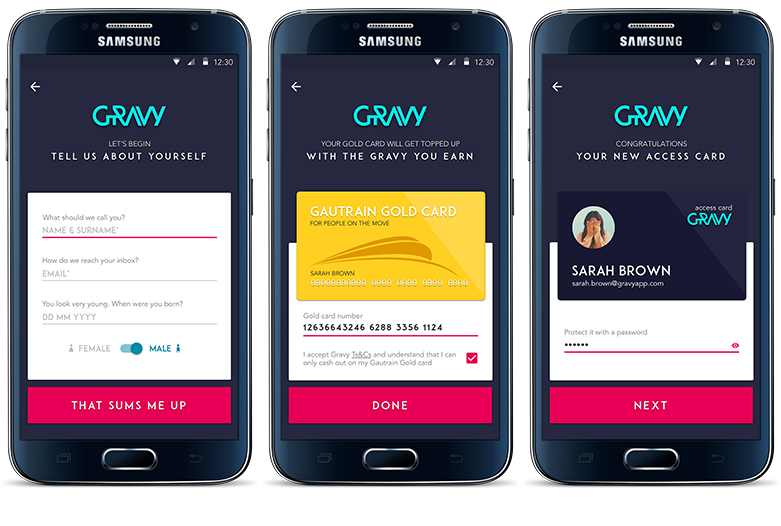 SAMSUNG
12:30
GRAVY
LET'S BEGIN
TELL US ABOUT YOURSELF
What should we call you?
NAME & SURNAME*
How do we reach your inbox?
EMAIL*
You look very young. When were you born?
DD MM YYYY
FEMALE MALE
THAT SUMS ME UP
SAMSUNG
12:30
GRAVY
YOUR GOLD CARD WILL GET TOPPED UP
WITH THE GRAVY YOU EARN
GAUTRAIN GOLD CARD
FOR PEOPLE ON THE MOVE
SARAH BROWN
Gold card number
12636643246 6288 3356 1124
I accept Gravy Ts&Cs and understand that I can
only cash out on my Gautrain Gold card
DONE
SAMSUNG
12:30
GRAVY
CONGRATULATIONS
YOUR NEW ACCESS CARD
access card
GRAVY
SARAH BROWN
sarah.brown@gravyapp.com
Protect it with a password
••••••
NEXT